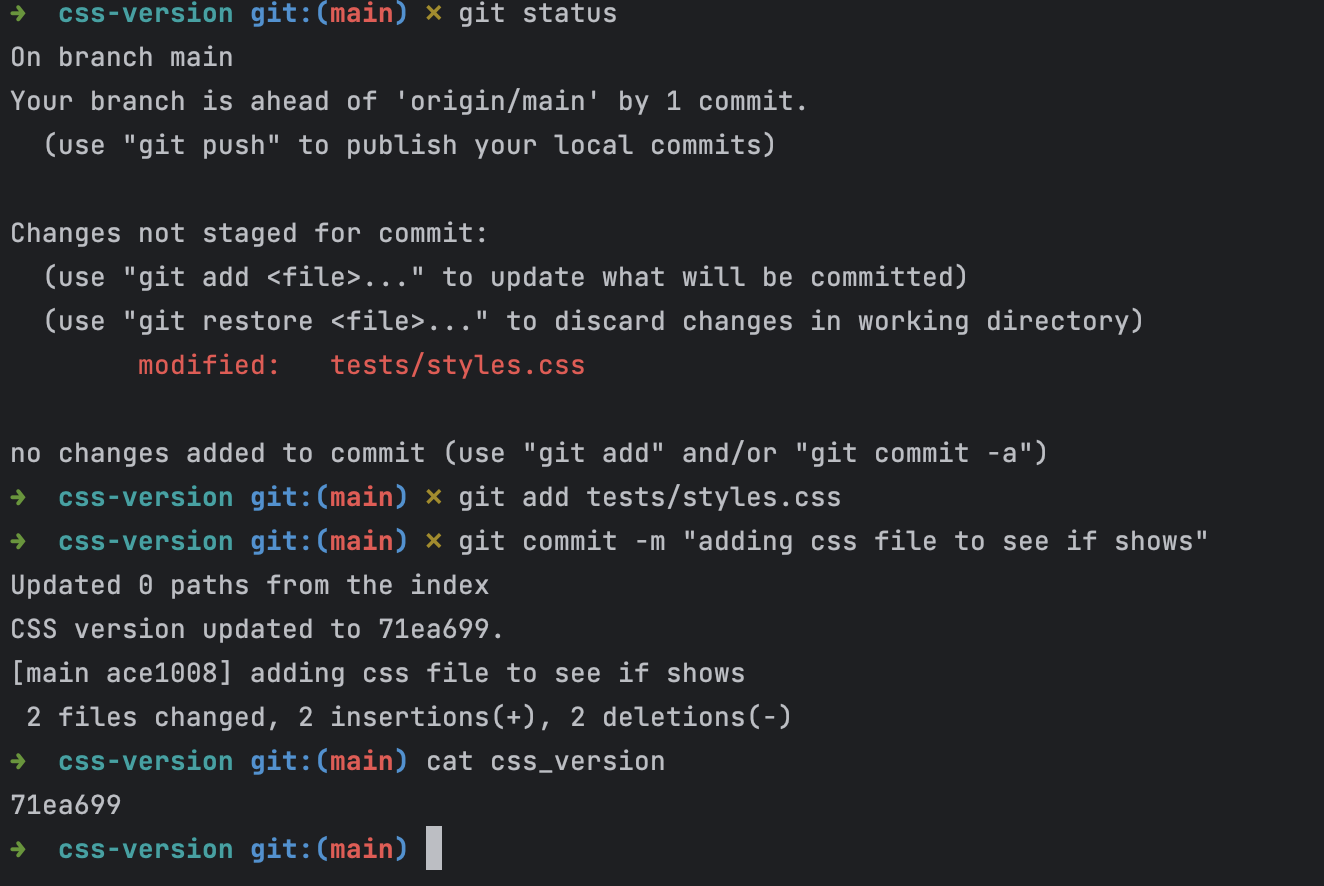 ➜  css-version git:(main) ✗ git status
On branch main
Your branch is ahead of 'origin/main' by 1 commit.
  (use "git push" to publish your local commits)

Changes not staged for commit:
  (use "git add <file>..." to update what will be committed)
  (use "git restore <file>..." to discard changes in working directory)
        modified:   tests/styles.css

no changes added to commit (use "git add" and/or "git commit -a")
➜  css-version git:(main) ✗ git add tests/styles.css
➜  css-version git:(main) ✗ git commit -m "adding css file to see if shows"
Updated 0 paths from the index
CSS version updated to 71ea699.
[main ace1008] adding css file to see if shows
 2 files changed, 2 insertions(+), 2 deletions(-)
➜  css-version git:(main) cat css_version
71ea699
➜  css-version git:(main)